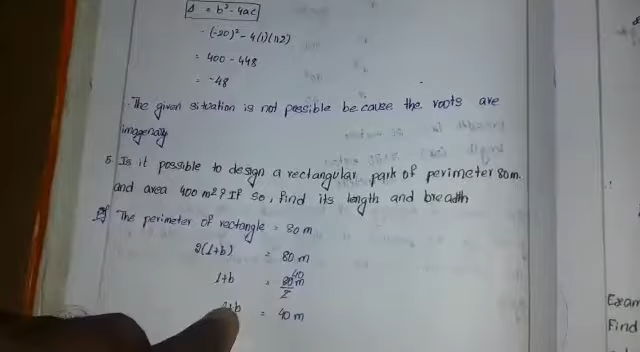 Δ = b² - 4ac
- (-20)² - 4(1)(112)
= 400 - 448
= -48
The given situation is not possible because the roots are
imagenaly
5. Is it possible to design a rectangular park of perimeter 80m.
and area 400 m²? If so, find its length and breadth
The perimeter of rectangle = 80 m
2(l+b) = 80 m
l+b = 80/2 m 40
l+b = 40 m
Exam
Find